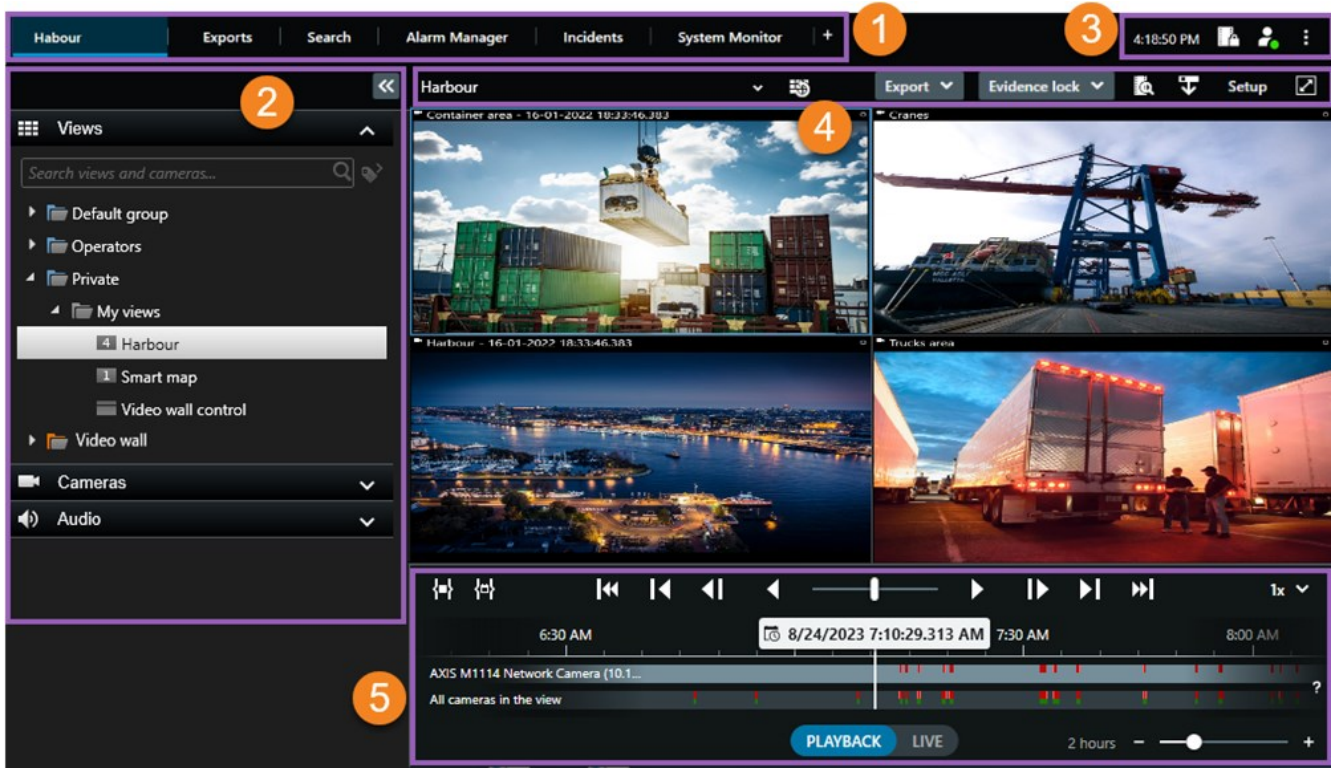 Habour Exports Search Alarm Manager Incidents System Monitor + 1 3 4:18:50 PM
2 Harbour Export Evidence lock Setup
4
Views
Container area - 16-01-2022 18:33:46.383 Cranes
Search views and cameras...
Default group
Operators
Private
My views
4 Harbour
Harbour - 16-01-2022 18:33:46.383 Trucks area
1 Smart map
Video wall control
Video wall
Cameras
Audio
1x
6:30 AM 8/24/2023 7:10:29.313 AM 7:30 AM 8:00 AM
AXIS M1114 Network Camera (10.1...
5 ?
All cameras in the view
PLAYBACK LIVE 2 hours - +